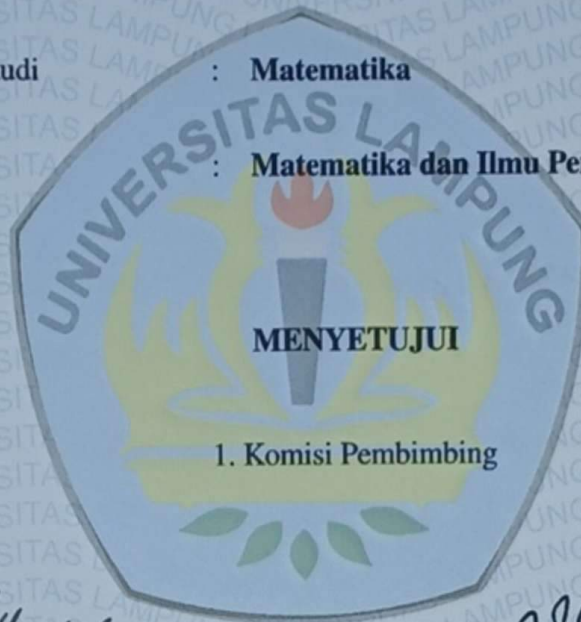 udi : Matematika
: Matematika dan Ilmu Pe
UNIVERSITAS LAMPUNG
MENYETUJUI
1. Komisi Pembimbing